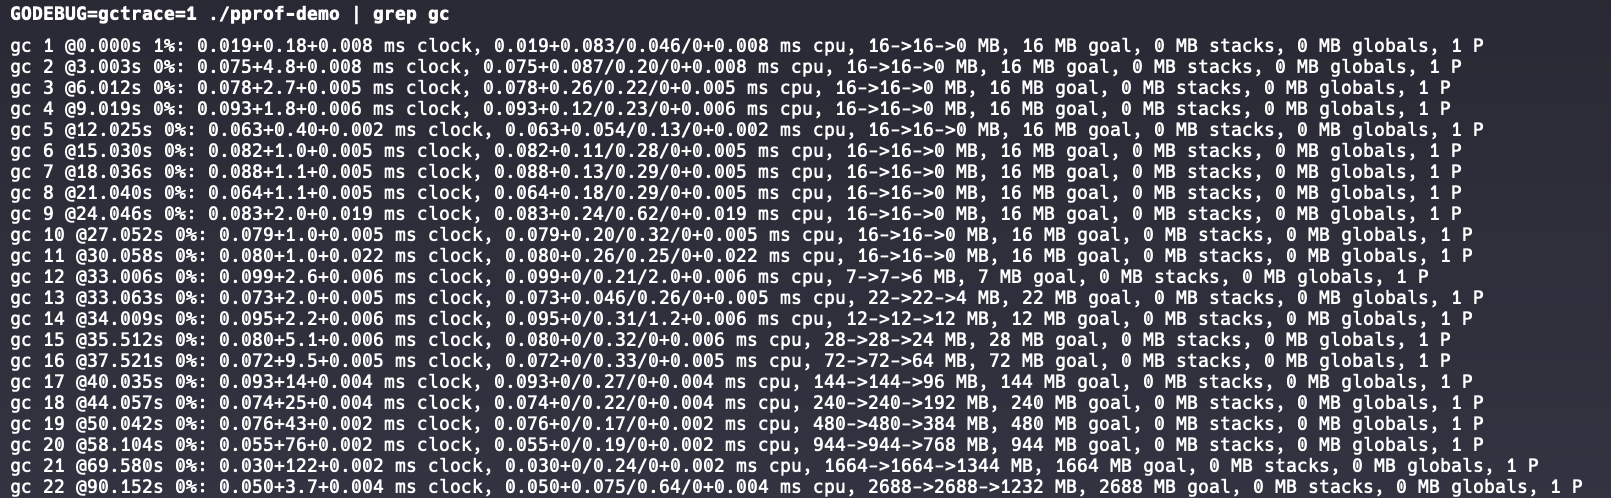 GODEBUG=gctrace=1 ./pprof-demo | grep gc
gc 1 @0.000s 1%: 0.019+0.18+0.008 ms clock, 0.019+0.083/0.046/0+0.008 ms cpu, 16->16->0 MB, 16 MB goal, 0 MB stacks, 0 MB globals, 1 P
gc 2 @3.003s 0%: 0.075+4.8+0.008 ms clock, 0.075+0.087/0.20/0+0.008 ms cpu, 16->16->0 MB, 16 MB goal, 0 MB stacks, 0 MB globals, 1 P
gc 3 @6.012s 0%: 0.078+2.7+0.005 ms clock, 0.078+0.26/0.22/0+0.005 ms cpu, 16->16->0 MB, 16 MB goal, 0 MB stacks, 0 MB globals, 1 P
gc 4 @9.019s 0%: 0.093+1.8+0.006 ms clock, 0.093+0.12/0.23/0+0.006 ms cpu, 16->16->0 MB, 16 MB goal, 0 MB stacks, 0 MB globals, 1 P
gc 5 @12.025s 0%: 0.063+0.40+0.002 ms clock, 0.063+0.054/0.13/0+0.002 ms cpu, 16->16->0 MB, 16 MB goal, 0 MB stacks, 0 MB globals, 1 P
gc 6 @15.030s 0%: 0.082+1.0+0.005 ms clock, 0.082+0.11/0.28/0+0.005 ms cpu, 16->16->0 MB, 16 MB goal, 0 MB stacks, 0 MB globals, 1 P
gc 7 @18.036s 0%: 0.088+1.1+0.005 ms clock, 0.088+0.13/0.29/0+0.005 ms cpu, 16->16->0 MB, 16 MB goal, 0 MB stacks, 0 MB globals, 1 P
gc 8 @21.040s 0%: 0.064+1.1+0.005 ms clock, 0.064+0.18/0.29/0+0.005 ms cpu, 16->16->0 MB, 16 MB goal, 0 MB stacks, 0 MB globals, 1 P
gc 9 @24.046s 0%: 0.083+2.0+0.019 ms clock, 0.083+0.24/0.62/0+0.019 ms cpu, 16->16->0 MB, 16 MB goal, 0 MB stacks, 0 MB globals, 1 P
gc 10 @27.052s 0%: 0.079+1.0+0.005 ms clock, 0.079+0.20/0.32/0+0.005 ms cpu, 16->16->0 MB, 16 MB goal, 0 MB stacks, 0 MB globals, 1 P
gc 11 @30.058s 0%: 0.080+1.0+0.022 ms clock, 0.080+0.26/0.25/0+0.022 ms cpu, 16->16->0 MB, 16 MB goal, 0 MB stacks, 0 MB globals, 1 P
gc 12 @33.006s 0%: 0.099+2.6+0.006 ms clock, 0.099+0/0.21/2.0+0.006 ms cpu, 7->7->6 MB, 7 MB goal, 0 MB stacks, 0 MB globals, 1 P
gc 13 @33.063s 0%: 0.073+2.0+0.005 ms clock, 0.073+0.046/0.26/0+0.005 ms cpu, 22->22->4 MB, 22 MB goal, 0 MB stacks, 0 MB globals, 1 P
gc 14 @34.009s 0%: 0.095+2.2+0.006 ms clock, 0.095+0/0.31/1.2+0.006 ms cpu, 12->12->12 MB, 12 MB goal, 0 MB stacks, 0 MB globals, 1 P
gc 15 @35.512s 0%: 0.080+5.1+0.006 ms clock, 0.080+0/0.32/0+0.006 ms cpu, 28->28->24 MB, 28 MB goal, 0 MB stacks, 0 MB globals, 1 P
gc 16 @37.521s 0%: 0.072+9.5+0.005 ms clock, 0.072+0/0.33/0+0.005 ms cpu, 72->72->64 MB, 72 MB goal, 0 MB stacks, 0 MB globals, 1 P
gc 17 @40.035s 0%: 0.093+14+0.004 ms clock, 0.093+0/0.27/0+0.004 ms cpu, 144->144->96 MB, 144 MB goal, 0 MB stacks, 0 MB globals, 1 P
gc 18 @44.057s 0%: 0.074+25+0.004 ms clock, 0.074+0/0.22/0+0.004 ms cpu, 240->240->192 MB, 240 MB goal, 0 MB stacks, 0 MB globals, 1 P
gc 19 @50.042s 0%: 0.076+43+0.002 ms clock, 0.076+0/0.17/0+0.002 ms cpu, 480->480->384 MB, 480 MB goal, 0 MB stacks, 0 MB globals, 1 P
gc 20 @58.104s 0%: 0.055+76+0.002 ms clock, 0.055+0/0.19/0+0.002 ms cpu, 944->944->768 MB, 944 MB goal, 0 MB stacks, 0 MB globals, 1 P
gc 21 @69.580s 0%: 0.030+122+0.002 ms clock, 0.030+0/0.24/0+0.002 ms cpu, 1664->1664->1344 MB, 1664 MB goal, 0 MB stacks, 0 MB globals, 1 P
gc 22 @90.152s 0%: 0.050+3.7+0.004 ms clock, 0.050+0.075/0.64/0+0.004 ms cpu, 2688->2688->1232 MB, 2688 MB goal, 0 MB stacks, 0 MB globals, 1 P